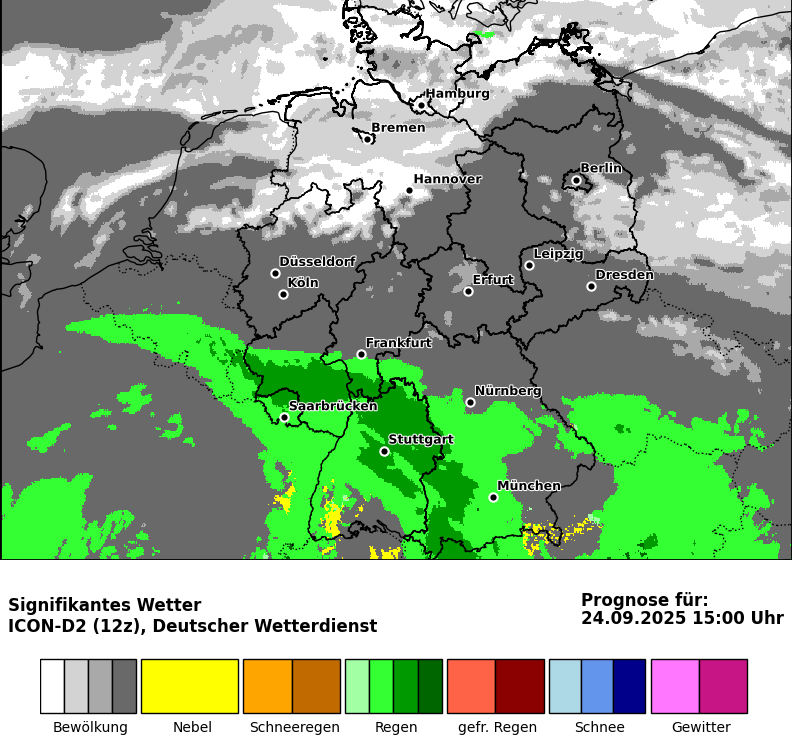 Hamburg
Bremen
Berlin
Hannover
Leipzig
Düsseldorf
Dresden
Köln
Erfurt
Frankfurt
Nürnberg
Saarbrücken
Stuttgart
München
Signifikantes Wetter
ICON-D2 (12z), Deutscher Wetterdienst
Prognose für:
24.09.2025 15:00 Uhr
Bewölkung
Nebel
Schneeregen
Regen
gefr. Regen
Schnee
Gewitter